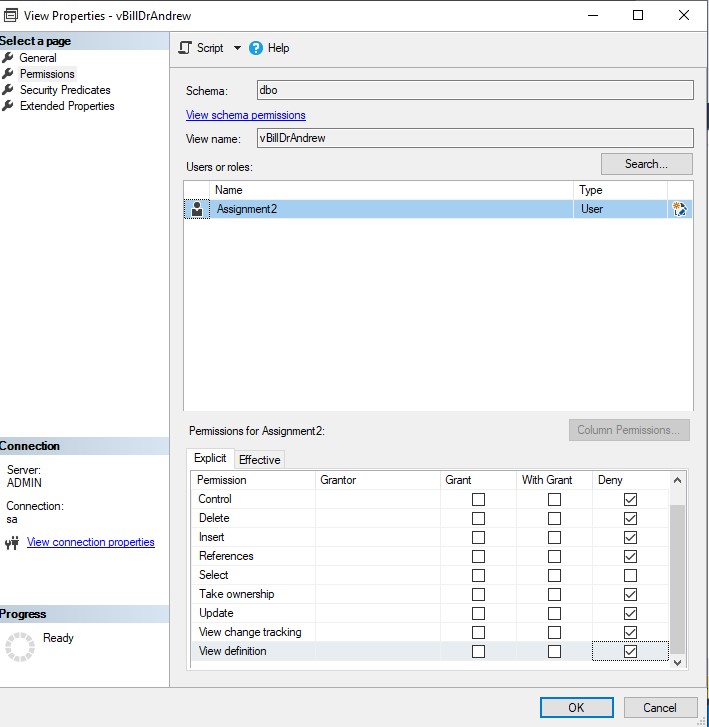 View Properties - vBillDrAndrew
Select a page
General
Permissions
Security Predicates
Extended Properties
Script Help
Schema: dbo
View schema permissions
View name: vBillDrAndrew
Users or roles: Search...
Name Type
Assignment2 User
Permissions for Assignment2: Column Permissions...
Explicit Effective
Permission Grantor Grant With Grant Deny
Control
Delete
Insert
References
Select
Take ownership
Update
View change tracking
View definition
Connection
Server:
ADMIN
Connection:
sa
View connection properties
Progress
Ready
OK Cancel